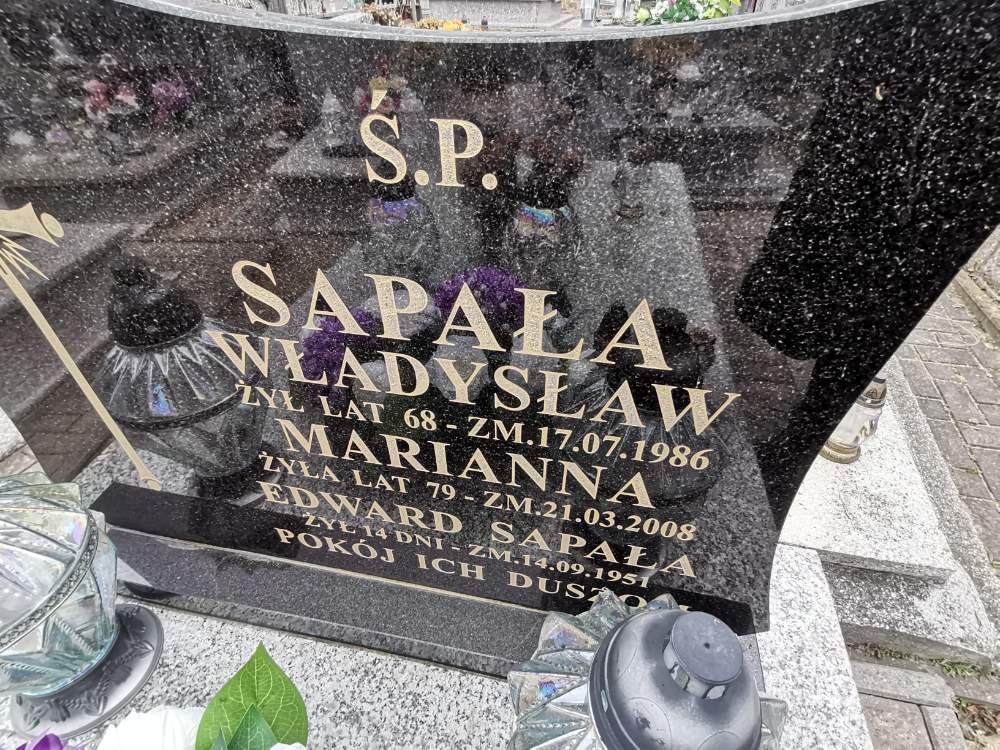 Ś.P.
SAPAŁA
WŁADYSŁAW
ŻYŁ LAT 68 - ZM.17.07.1986
MARIANNA
ŻYŁA LAT 79 - ZM.21.03.2008
EDWARD SAPAŁA
ŻYŁ 14 DNI - ZM.14.09.1951
POKÓJ ICH